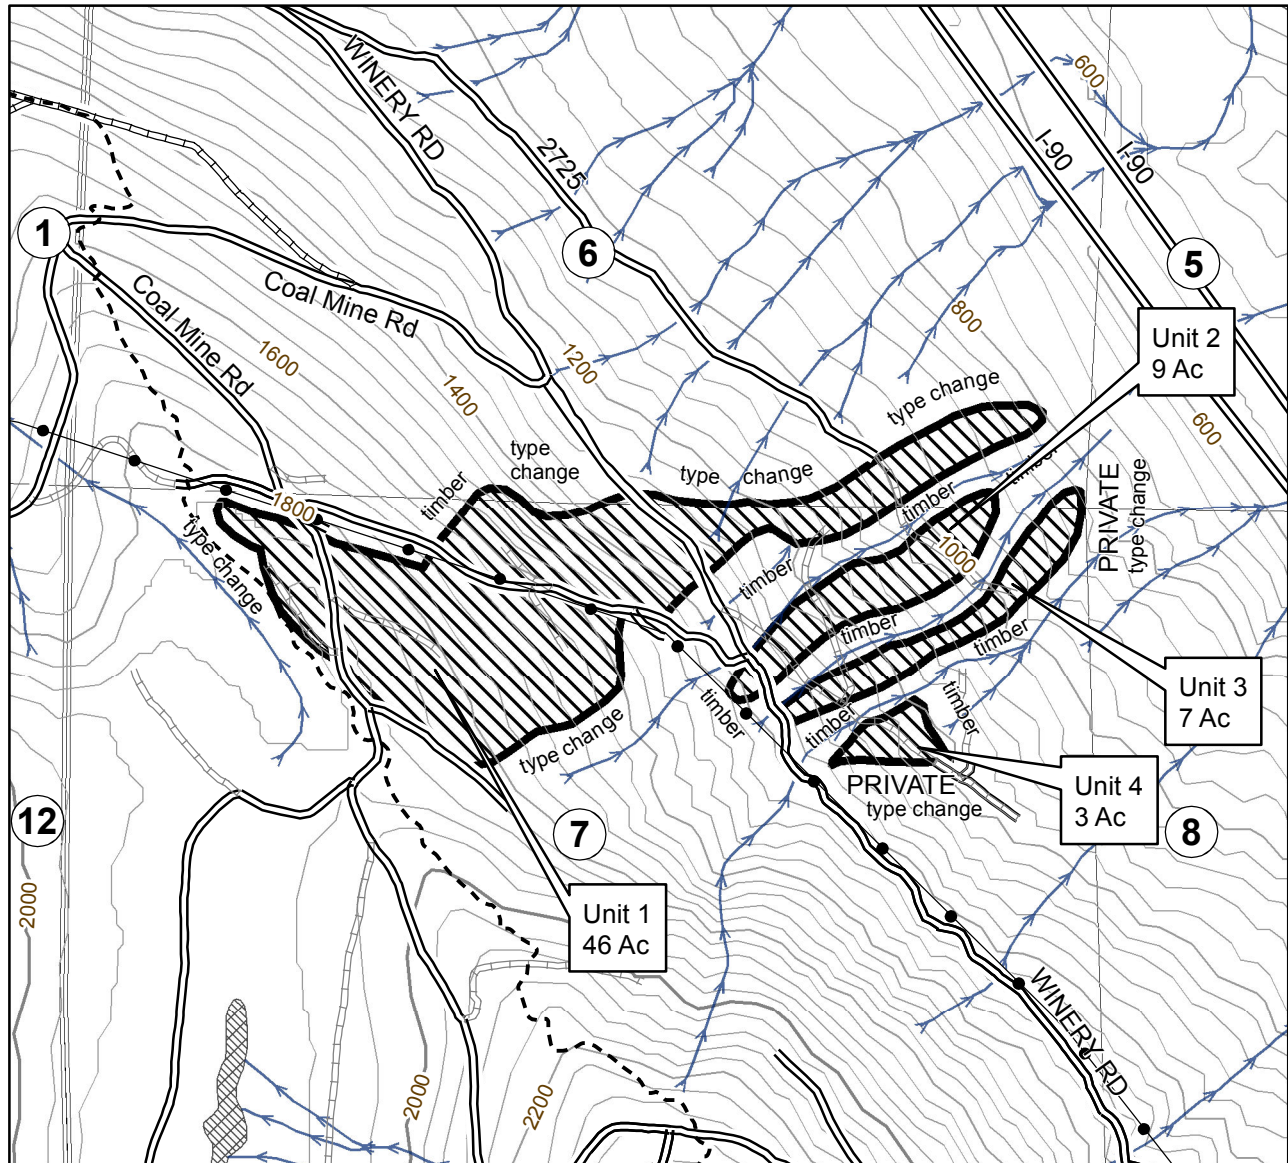 WINERY RD
2725
600
I-90
I-90
1
6
5
Coal Mine Rd
Coal Mine Rd
1600
1400
1200
800
Unit 2
9 Ac
600
type change
type
change
type change
timber
timber
timber
PRIVATE
type change
1800
type change
1000
timber
timber
timber
Unit 3
7 Ac
timber
timber
timber
type change
PRIVATE
type change
Unit 4
3 Ac
12
7
8
2000
Unit 1
46 Ac
WINERY RD
2000
2200